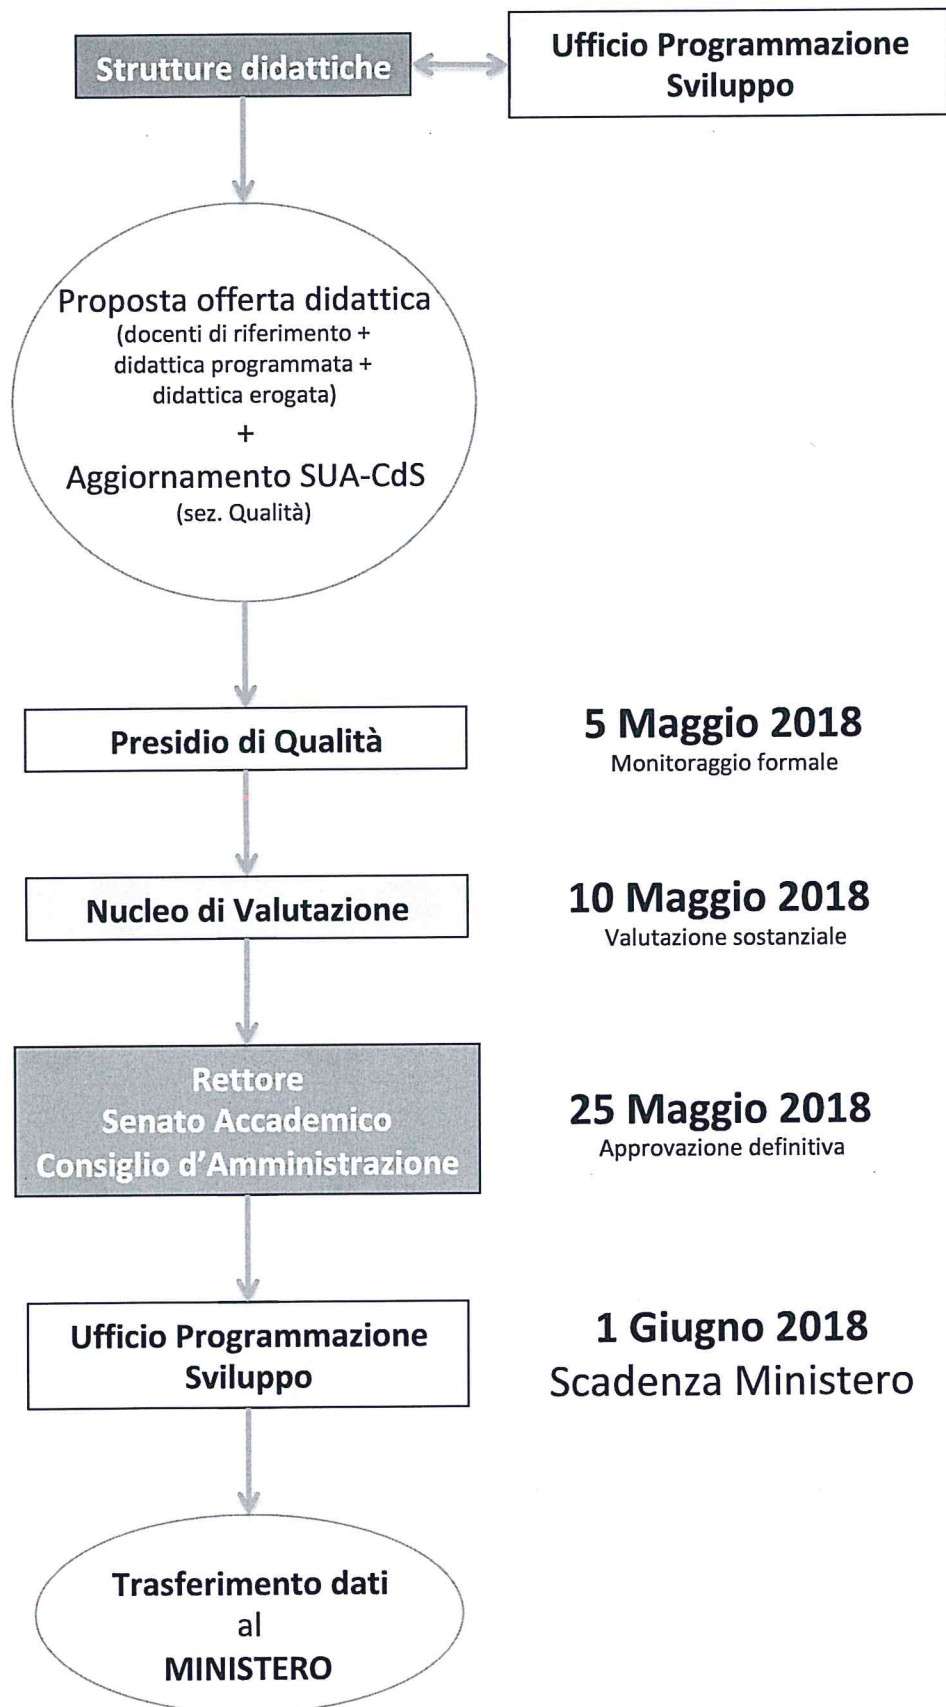 Strutture didattiche
Ufficio Programmazione
Sviluppo
Proposta offerta didattica
(docenti di riferimento +
didattica programmata +
didattica erogata)
+
Aggiornamento SUA-CdS
(sez. Qualità)
Presidio di Qualità
5 Maggio 2018
Monitoraggio formale
Nucleo di Valutazione
10 Maggio 2018
Valutazione sostanziale
Rettore
Senato Accademico
Consiglio d'Amministrazione
25 Maggio 2018
Approvazione definitiva
Ufficio Programmazione
Sviluppo
1 Giugno 2018
Scadenza Ministero
Trasferimento dati
al
MINISTERO